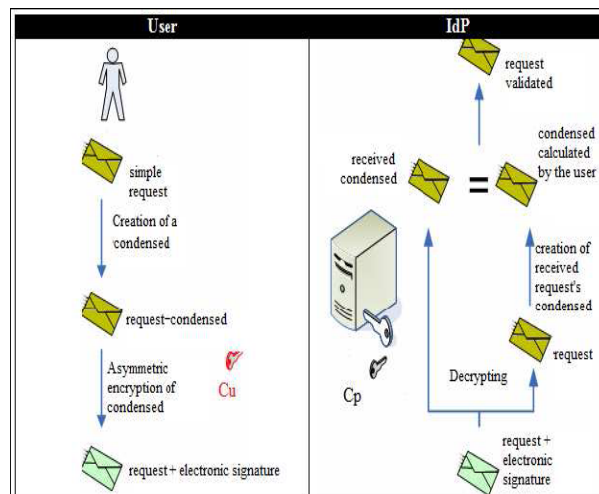 User
simple
request
Creation of a
condensed
request-condensed
Asymmetric
encryption of
condensed
Cu
request + electronic signature
IdP
request
validated
received
condensed
=
condensed
calculated
by the user
creation of
received
request's
condensed
request
Cp
Decrypting
request +
electronic
signature